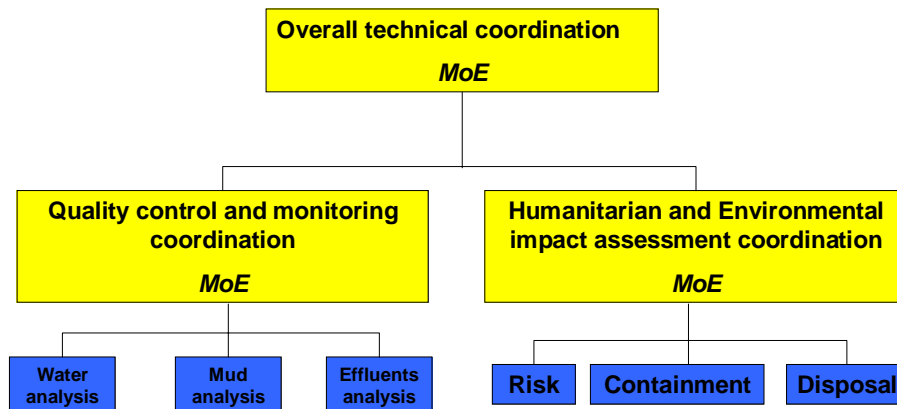 Overall technical coordination
MoE
Quality control and monitoring
coordination
MoE
Humanitarian and Environmental
impact assessment coordination
MoE
Water
analysis
Mud
analysis
Effluents
analysis
Risk
Containment
Disposal